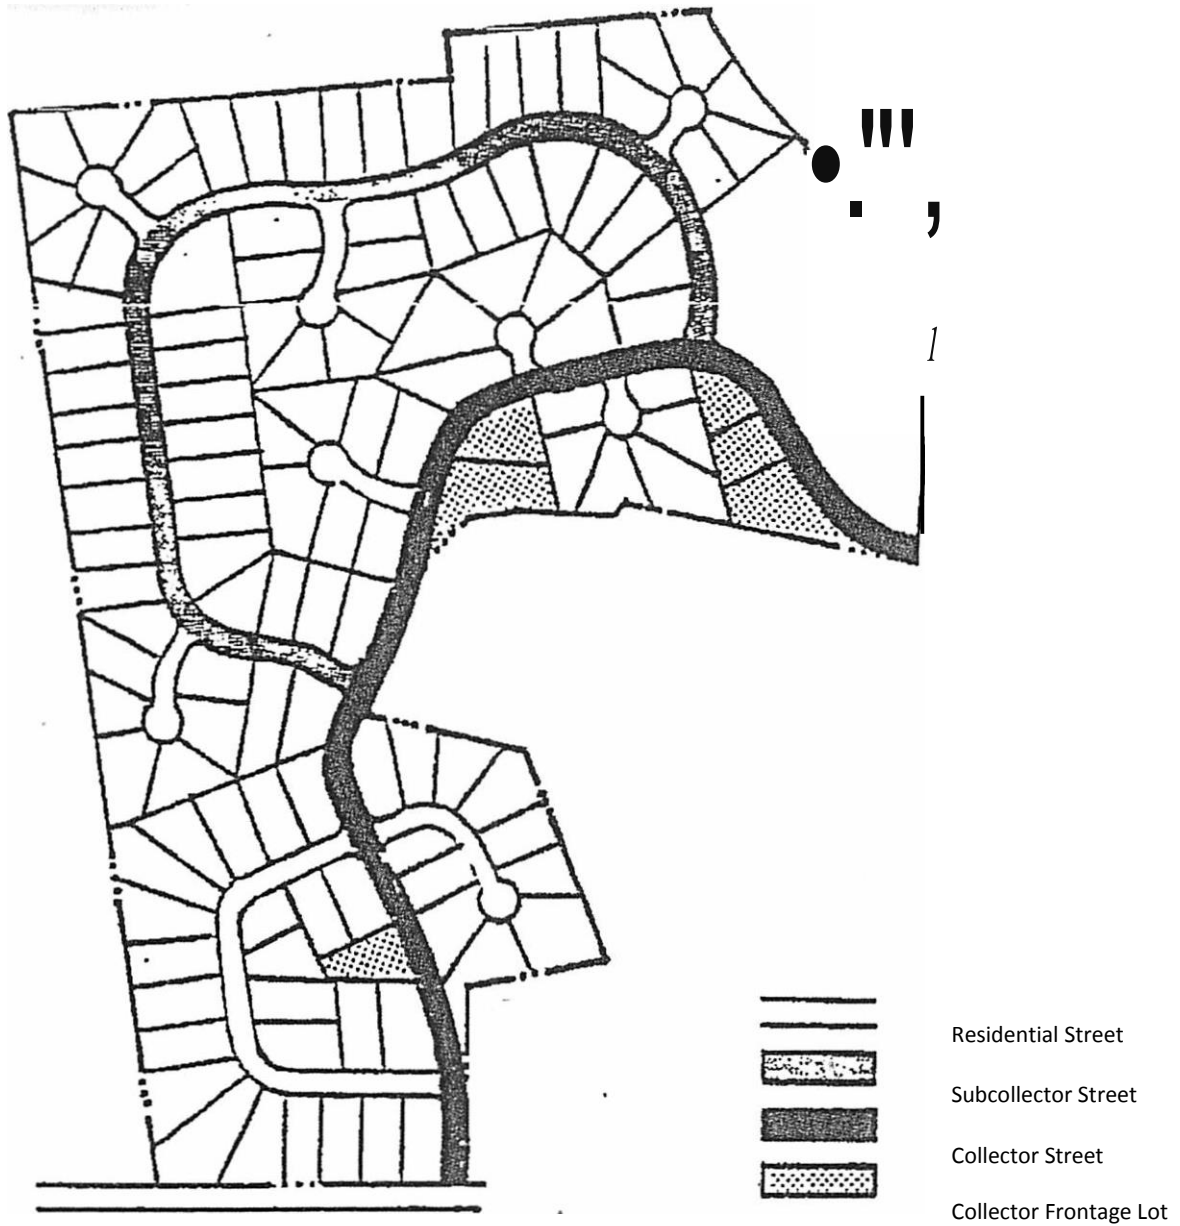 • '",
. ,
l
Residential Street
Subcollector Street
Collector Street
Collector Frontage Lot